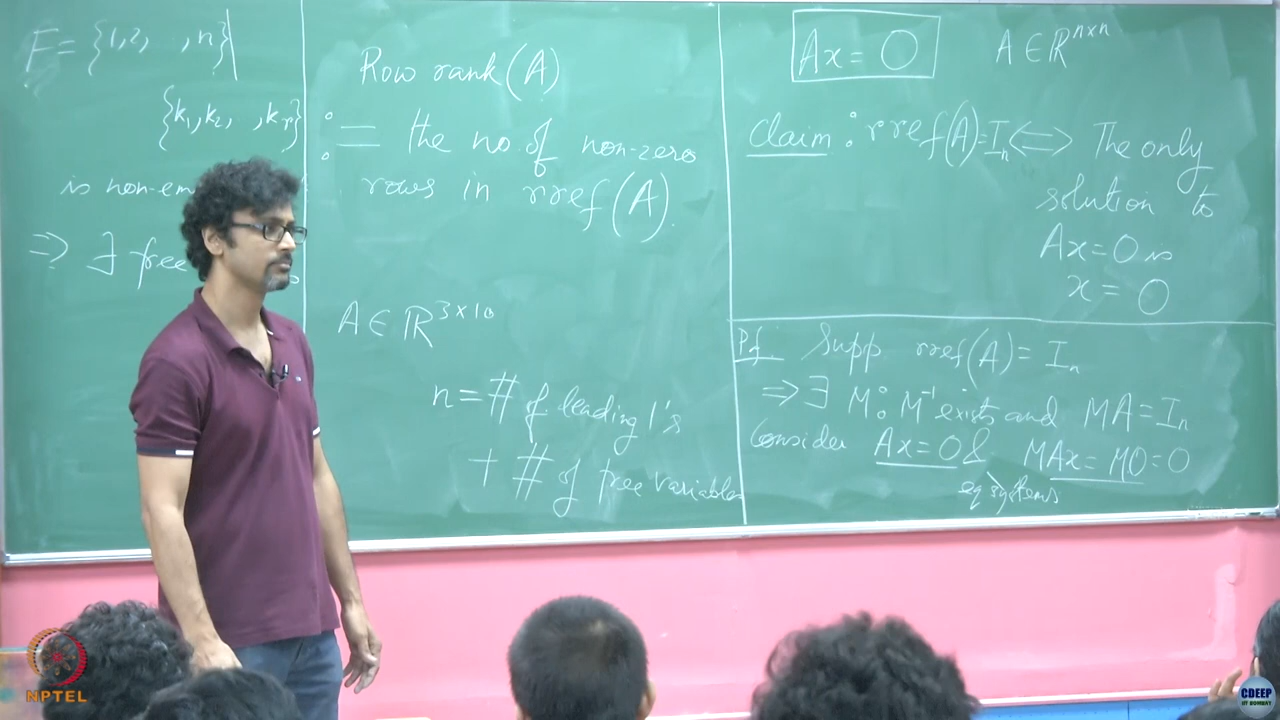 F = {1,2, ,n}
{k₁,k₂, ,kᵣ}
is non-em
⇒ ∃ free
Row rank(A)
:= the no. of non-zero
rows in rref(A).
A ∈ ℝ^{3×10}
n = # of leading 1's
+ # of free variables
Ax = 0 A ∈ ℝ^{n×n}
Claim : rref(A) = Iₙ ⇔ The only
solution to
Ax = 0 is
x = 0
Pf. Supp rref(A) = Iₙ
⇒ ∃ M : M⁻¹ exists and MA = Iₙ
Consider Ax = 0 & MAx = M0 = 0
eq systems
NPTEL
CDEEP
IIT BOMBAY